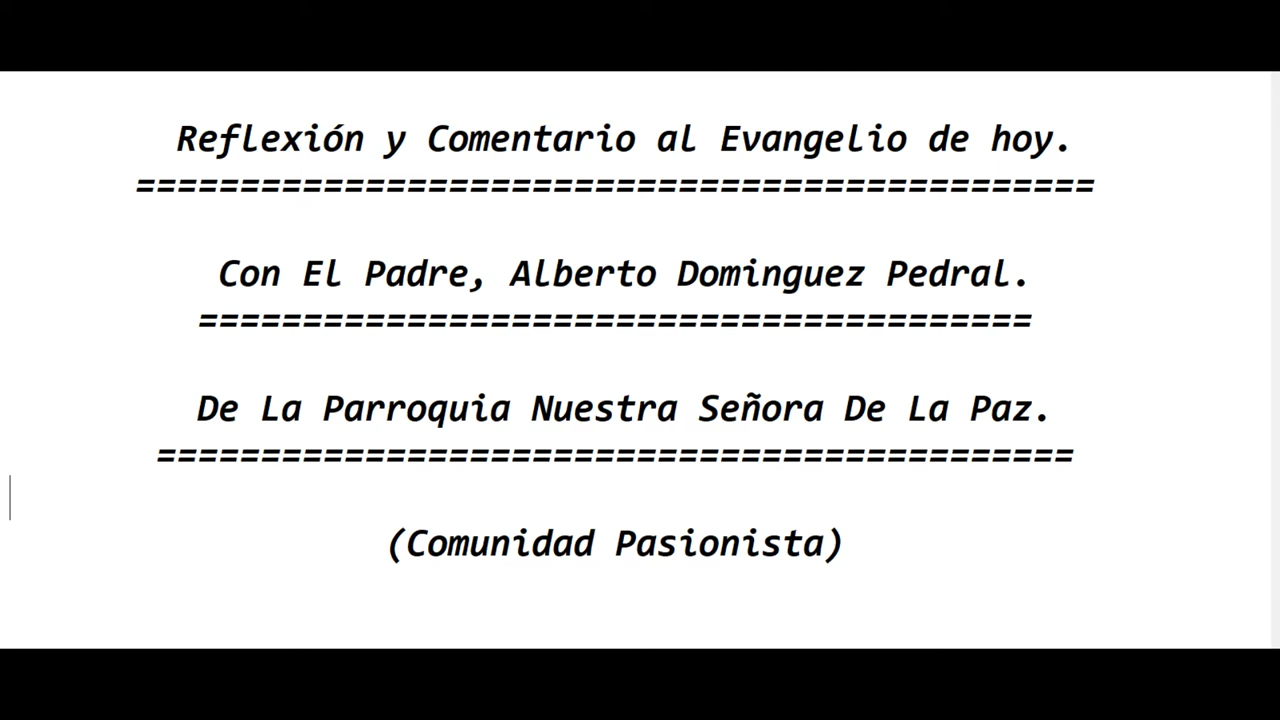 Reflexión y Comentario al Evangelio de hoy.
==============================================
Con El Padre, Alberto Dominguez Pedral.
========================================
De La Parroquia Nuestra Señora De La Paz.
============================================
(Comunidad Pasionista)